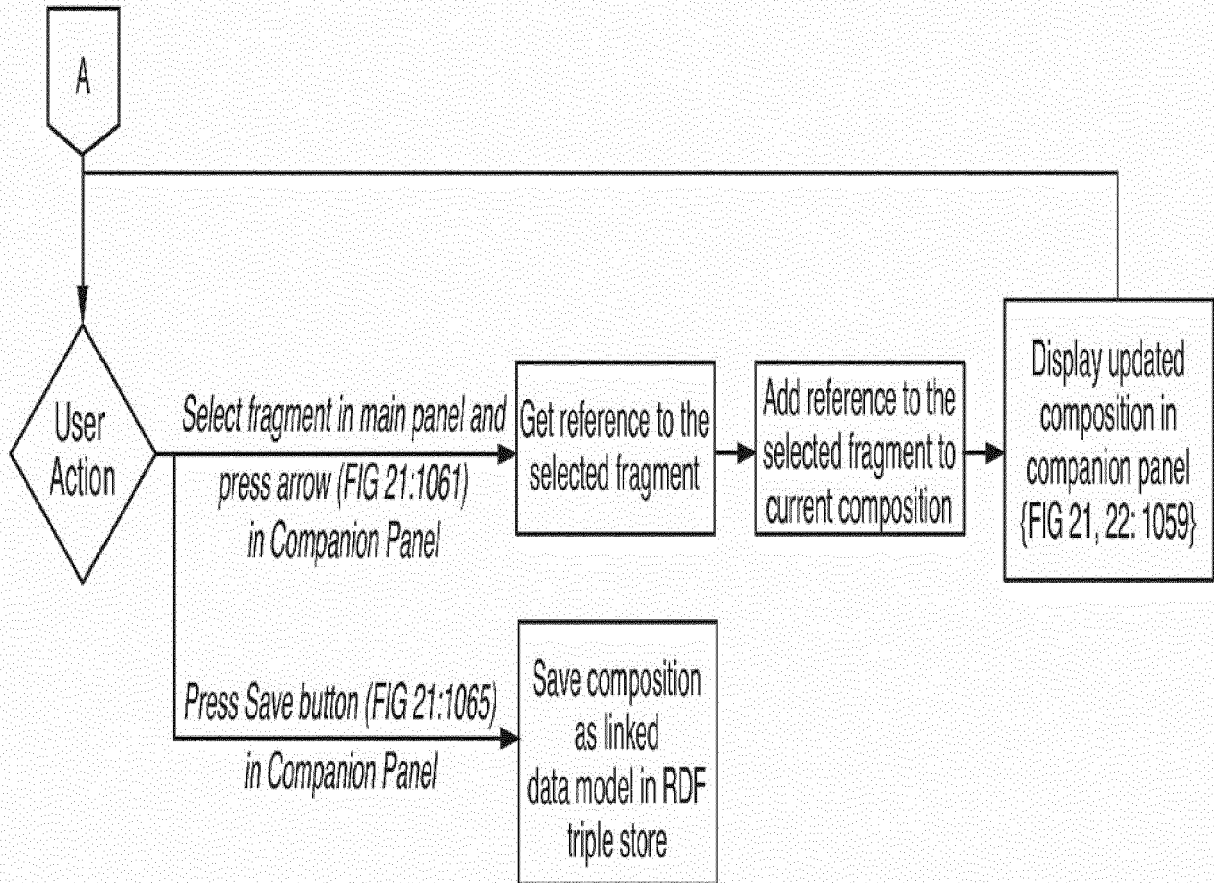 A
User
Action
Select fragment in main panel and
press arrow (FIG 21:1061)
in Companion Panel
Get reference to the
selected fragment
Add reference to the
selected fragment to
current composition
Display updated
composition in
companion panel
{FIG 21, 22: 1059}
Press Save button (FIG 21:1065)
in Companion Panel
Save composition
as linked
data model in RDF
triple store